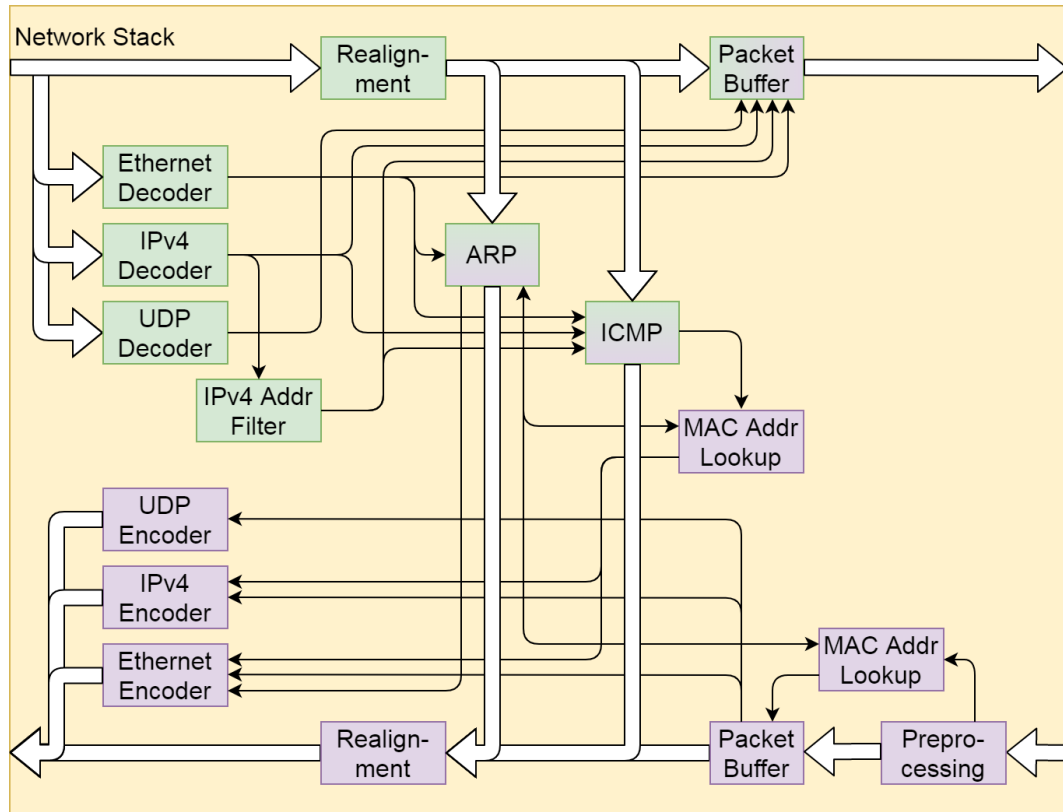 Network Stack
Realign-
ment
Packet
Buffer
Ethernet
Decoder
IPv4
Decoder
ARP
UDP
Decoder
ICMP
IPv4 Addr
Filter
MAC Addr
Lookup
UDP
Encoder
IPv4
Encoder
Ethernet
Encoder
MAC Addr
Lookup
Realign-
ment
Packet
Buffer
Prepro-
cessing